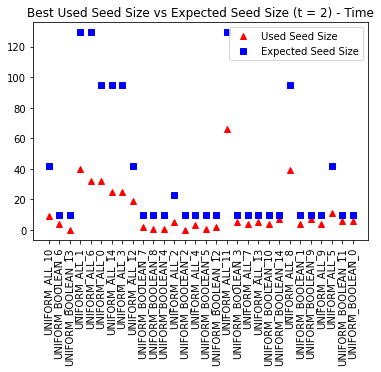 Best Used Seed Size vs Expected Seed Size (t = 2) - Time
Used Seed Size
Expected Seed Size
120
100
80
60
40
20
0
UNIFORM_ALL_10
UNIFORM_BOOLEAN_6
UNIFORM_BOOLEAN_13
UNIFORM_ALL_1
UNIFORM_ALL_6
UNIFORM_ALL_0
UNIFORM_ALL_14
UNIFORM_ALL_3
UNIFORM_ALL_12
UNIFORM_BOOLEAN_7
UNIFORM_BOOLEAN_8
UNIFORM_BOOLEAN_4
UNIFORM_ALL_2
UNIFORM_BOOLEAN_2
UNIFORM_ALL_4
UNIFORM_BOOLEAN_5
UNIFORM_BOOLEAN_12
UNIFORM_ALL_11
UNIFORM_BOOLEAN_3
UNIFORM_ALL_7
UNIFORM_ALL_13
UNIFORM_BOOLEAN_10
UNIFORM_BOOLEAN_14
UNIFORM_ALL_8
UNIFORM_BOOLEAN_1
UNIFORM_BOOLEAN_9
UNIFORM_ALL_9
UNIFORM_ALL_5
UNIFORM_BOOLEAN_11
UNIFORM_BOOLEAN_0